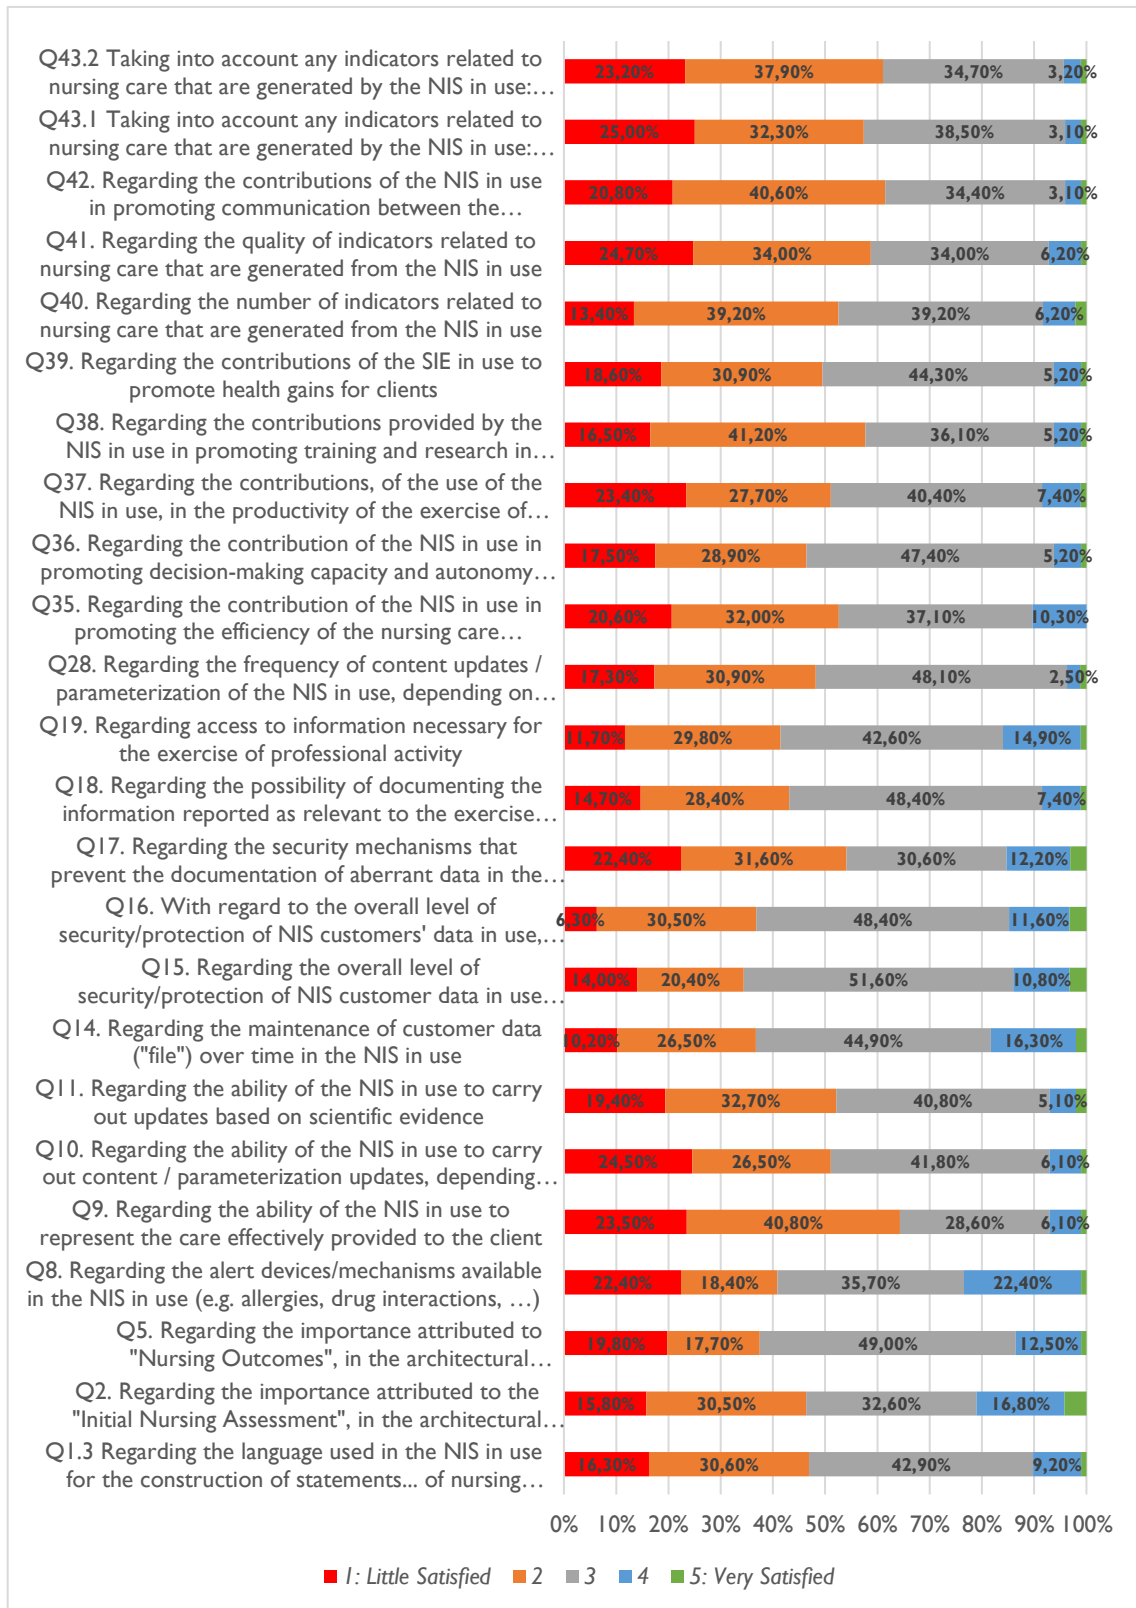 Q43.2 Taking into account any indicators related to
nursing care that are generated by the NIS in use:…
23,20% 37,90% 34,70% 3,20%
Q43.1 Taking into account any indicators related to
nursing care that are generated by the NIS in use:…
25,00% 32,30% 38,50% 3,10%
Q42. Regarding the contributions of the NIS in use
in promoting communication between the…
20,80% 40,60% 34,40% 3,10%
Q41. Regarding the quality of indicators related to
nursing care that are generated from the NIS in use
24,70% 34,00% 34,00% 6,20%
Q40. Regarding the number of indicators related to
nursing care that are generated from the NIS in use
13,40% 39,20% 39,20% 6,20%
Q39. Regarding the contributions of the SIE in use to
promote health gains for clients
18,60% 30,90% 44,30% 5,20%
Q38. Regarding the contributions provided by the
NIS in use in promoting training and research in…
16,50% 41,20% 36,10% 5,20%
Q37. Regarding the contributions, of the use of the
NIS in use, in the productivity of the exercise of…
23,40% 27,70% 40,40% 7,40%
Q36. Regarding the contribution of the NIS in use in
promoting decision-making capacity and autonomy…
17,50% 28,90% 47,40% 5,20%
Q35. Regarding the contribution of the NIS in use in
promoting the efficiency of the nursing care…
20,60% 32,00% 37,10% 10,30%
Q28. Regarding the frequency of content updates /
parameterization of the NIS in use, depending on…
17,30% 30,90% 48,10% 2,50%
Q19. Regarding access to information necessary for
the exercise of professional activity
11,70% 29,80% 42,60% 14,90%
Q18. Regarding the possibility of documenting the
information reported as relevant to the exercise…
14,70% 28,40% 48,40% 7,40%
Q17. Regarding the security mechanisms that
prevent the documentation of aberrant data in the…
22,40% 31,60% 30,60% 12,20%
Q16. With regard to the overall level of
security/protection of NIS customers' data in use,…
6,30% 30,50% 48,40% 11,60%
Q15. Regarding the overall level of
security/protection of NIS customer data in use…
14,00% 20,40% 51,60% 10,80%
Q14. Regarding the maintenance of customer data
("file") over time in the NIS in use
10,20% 26,50% 44,90% 16,30%
Q11. Regarding the ability of the NIS in use to carry
out updates based on scientific evidence
19,40% 32,70% 40,80% 5,10%
Q10. Regarding the ability of the NIS in use to carry
out content / parameterization updates, depending…
24,50% 26,50% 41,80% 6,10%
Q9. Regarding the ability of the NIS in use to
represent the care effectively provided to the client
23,50% 40,80% 28,60% 6,10%
Q8. Regarding the alert devices/mechanisms available
in the NIS in use (e.g. allergies, drug interactions, …)
22,40% 18,40% 35,70% 22,40%
Q5. Regarding the importance attributed to
"Nursing Outcomes", in the architectural…
19,80% 17,70% 49,00% 12,50%
Q2. Regarding the importance attributed to the
"Initial Nursing Assessment", in the architectural…
15,80% 30,50% 32,60% 16,80%
Q1.3 Regarding the language used in the NIS in use
for the construction of statements... of nursing…
16,30% 30,60% 42,90% 9,20%
0% 10% 20% 30% 40% 50% 60% 70% 80% 90% 100%
1: Little Satisfied 2 3 4 5: Very Satisfied